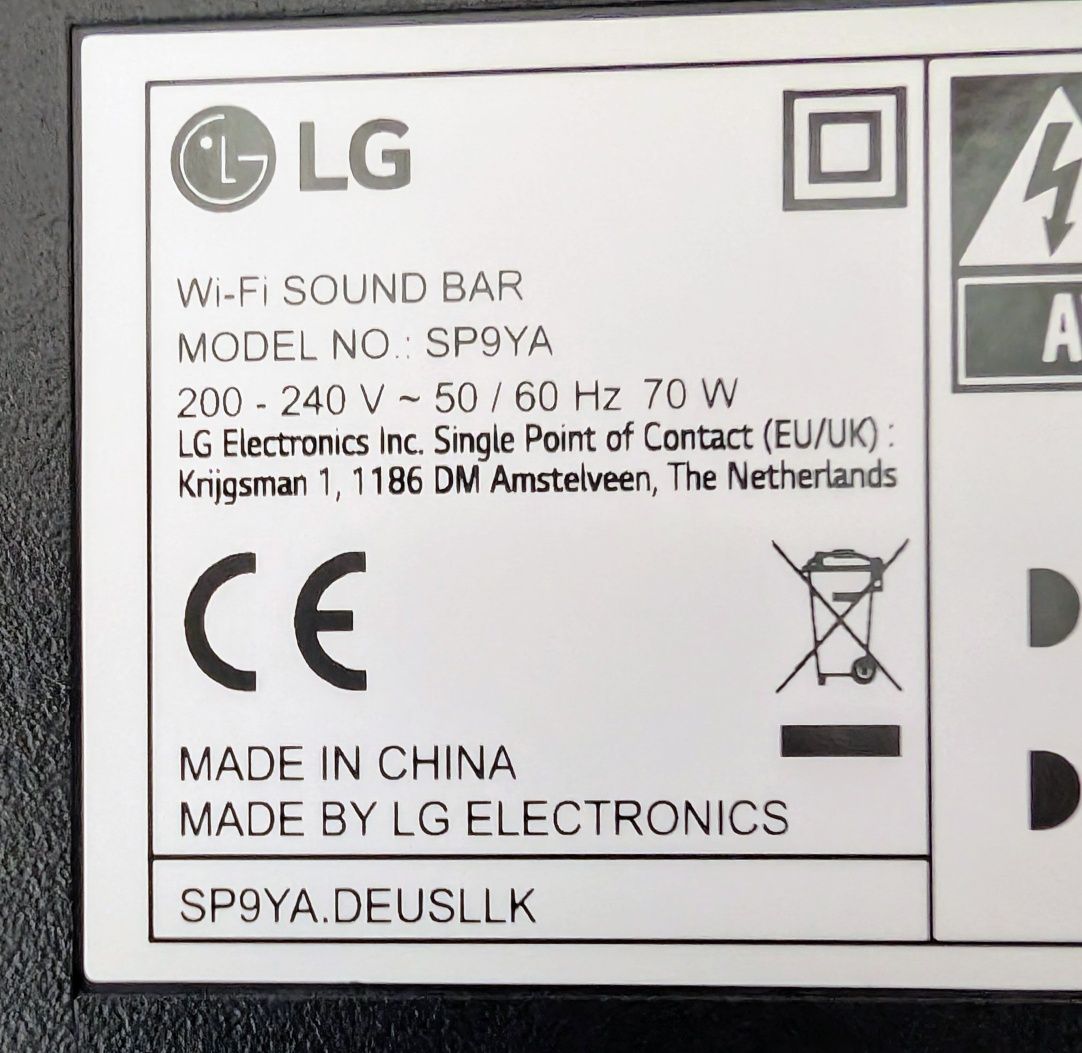 LG
Wi-Fi SOUND BAR
MODEL NO.: SP9YA
200 - 240 V ~ 50 / 60 Hz 70 W
LG Electronics Inc. Single Point of Contact (EU/UK) :
Krijgsman 1, 1186 DM Amstelveen, The Netherlands
CE
MADE IN CHINA
MADE BY LG ELECTRONICS
SP9YA.DEUSLLK